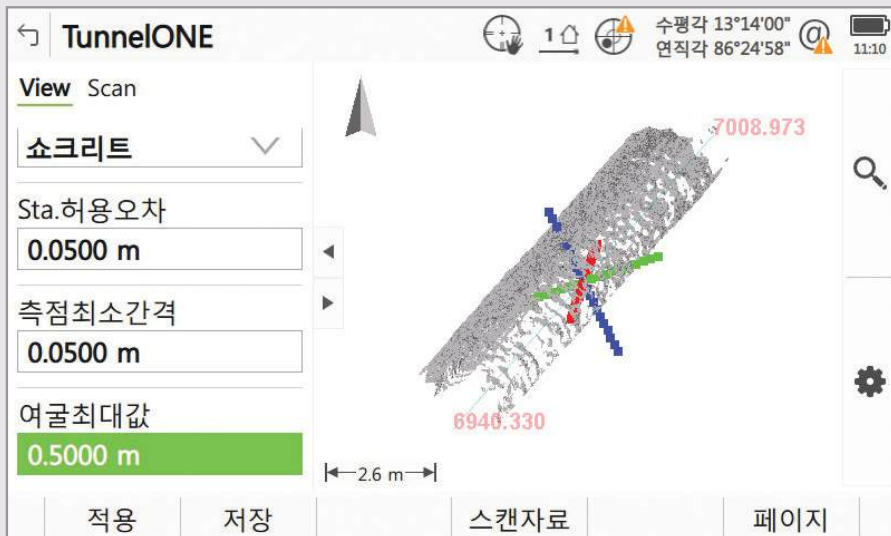 TunnelONE
1
수평각 13°14'00"
연직각 86°24'58"
@
11:10
View Scan
쇼크리트
Sta.허용오차
0.0500 m
측점최소간격
0.0500 m
여굴최대값
0.5000 m
7008.973
6940.330
2.6 m
적용 저장 스캔자료 페이지